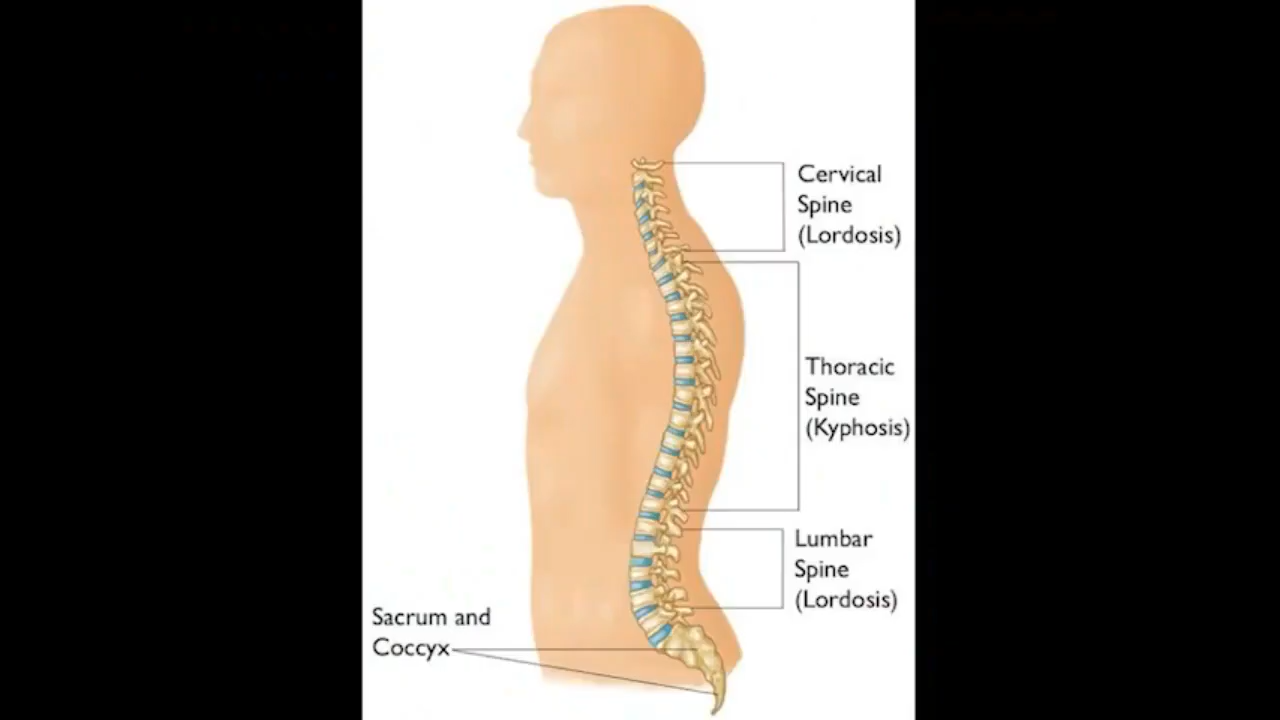 Cervical
Spine
(Lordosis)
Thoracic
Spine
(Kyphosis)
Lumbar
Spine
(Lordosis)
Sacrum and
Coccyx